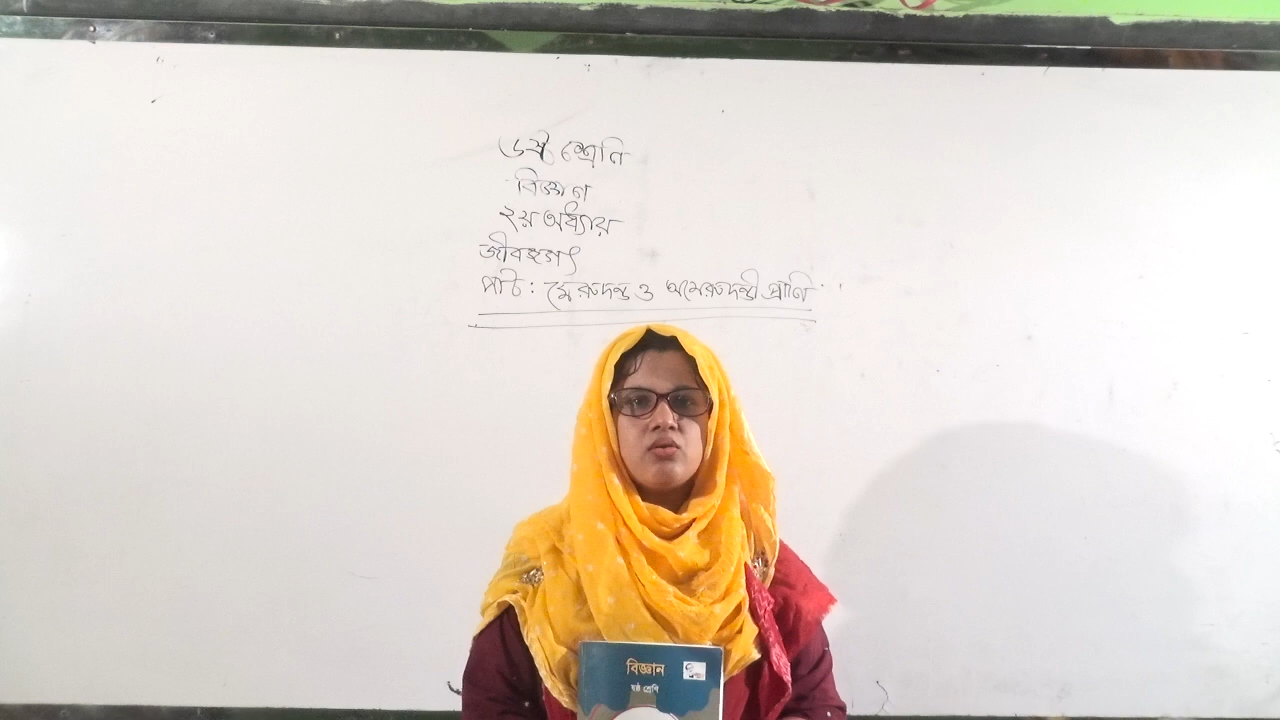 ৬ষ্ঠ শ্রেণি
বিজ্ঞান
২য় অধ্যায়
জীবজগৎ
পাঠ : মেরুদন্ড ও অমেরুদন্ডী প্রাণি
বিজ্ঞান
ষষ্ঠ শ্রেণি